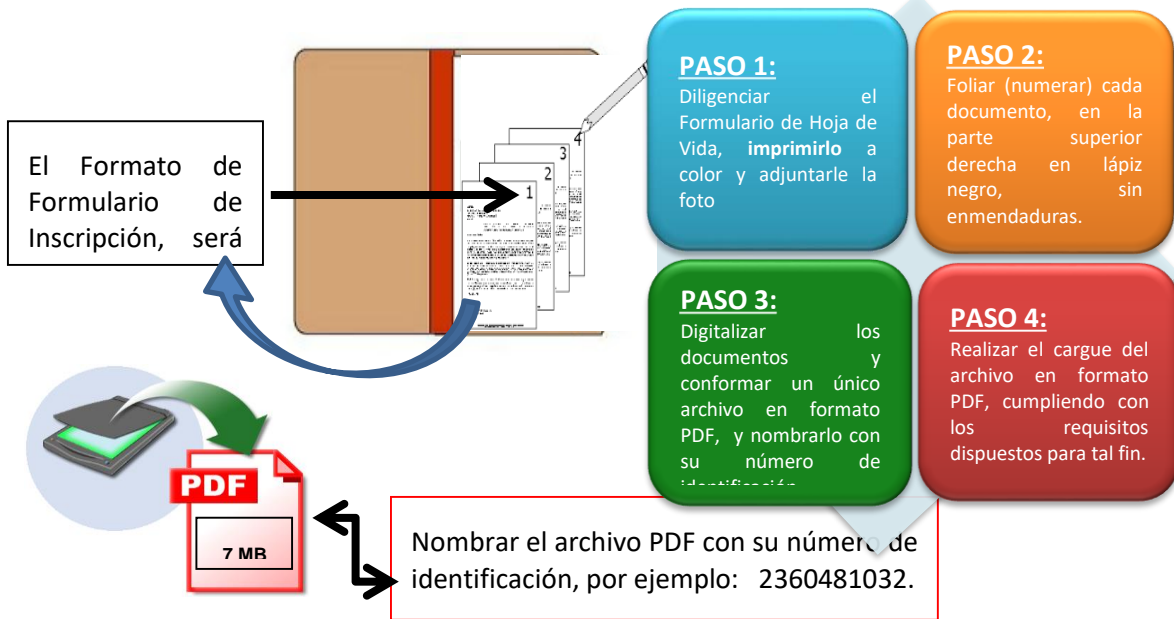 El Formato de
Formulario de
Inscripción, será
1
2
3
4
PASO 1:
Diligenciar el
Formulario de Hoja de
Vida, imprimirlo a
color y adjuntarle la
foto
PASO 2:
Foliar (numerar) cada
documento, en la
parte superior
derecha en lápiz
negro, sin
enmendaduras.
PASO 3:
Digitalizar los
documentos y
conformar un único
archivo en formato
PDF, y nombrarlo con
su número de
identificación
PASO 4:
Realizar el cargue del
archivo en formato
PDF, cumpliendo con
los requisitos
dispuestos para tal fin.
PDF
7 MB
Nombrar el archivo PDF con su número de
identificación, por ejemplo: 2360481032.